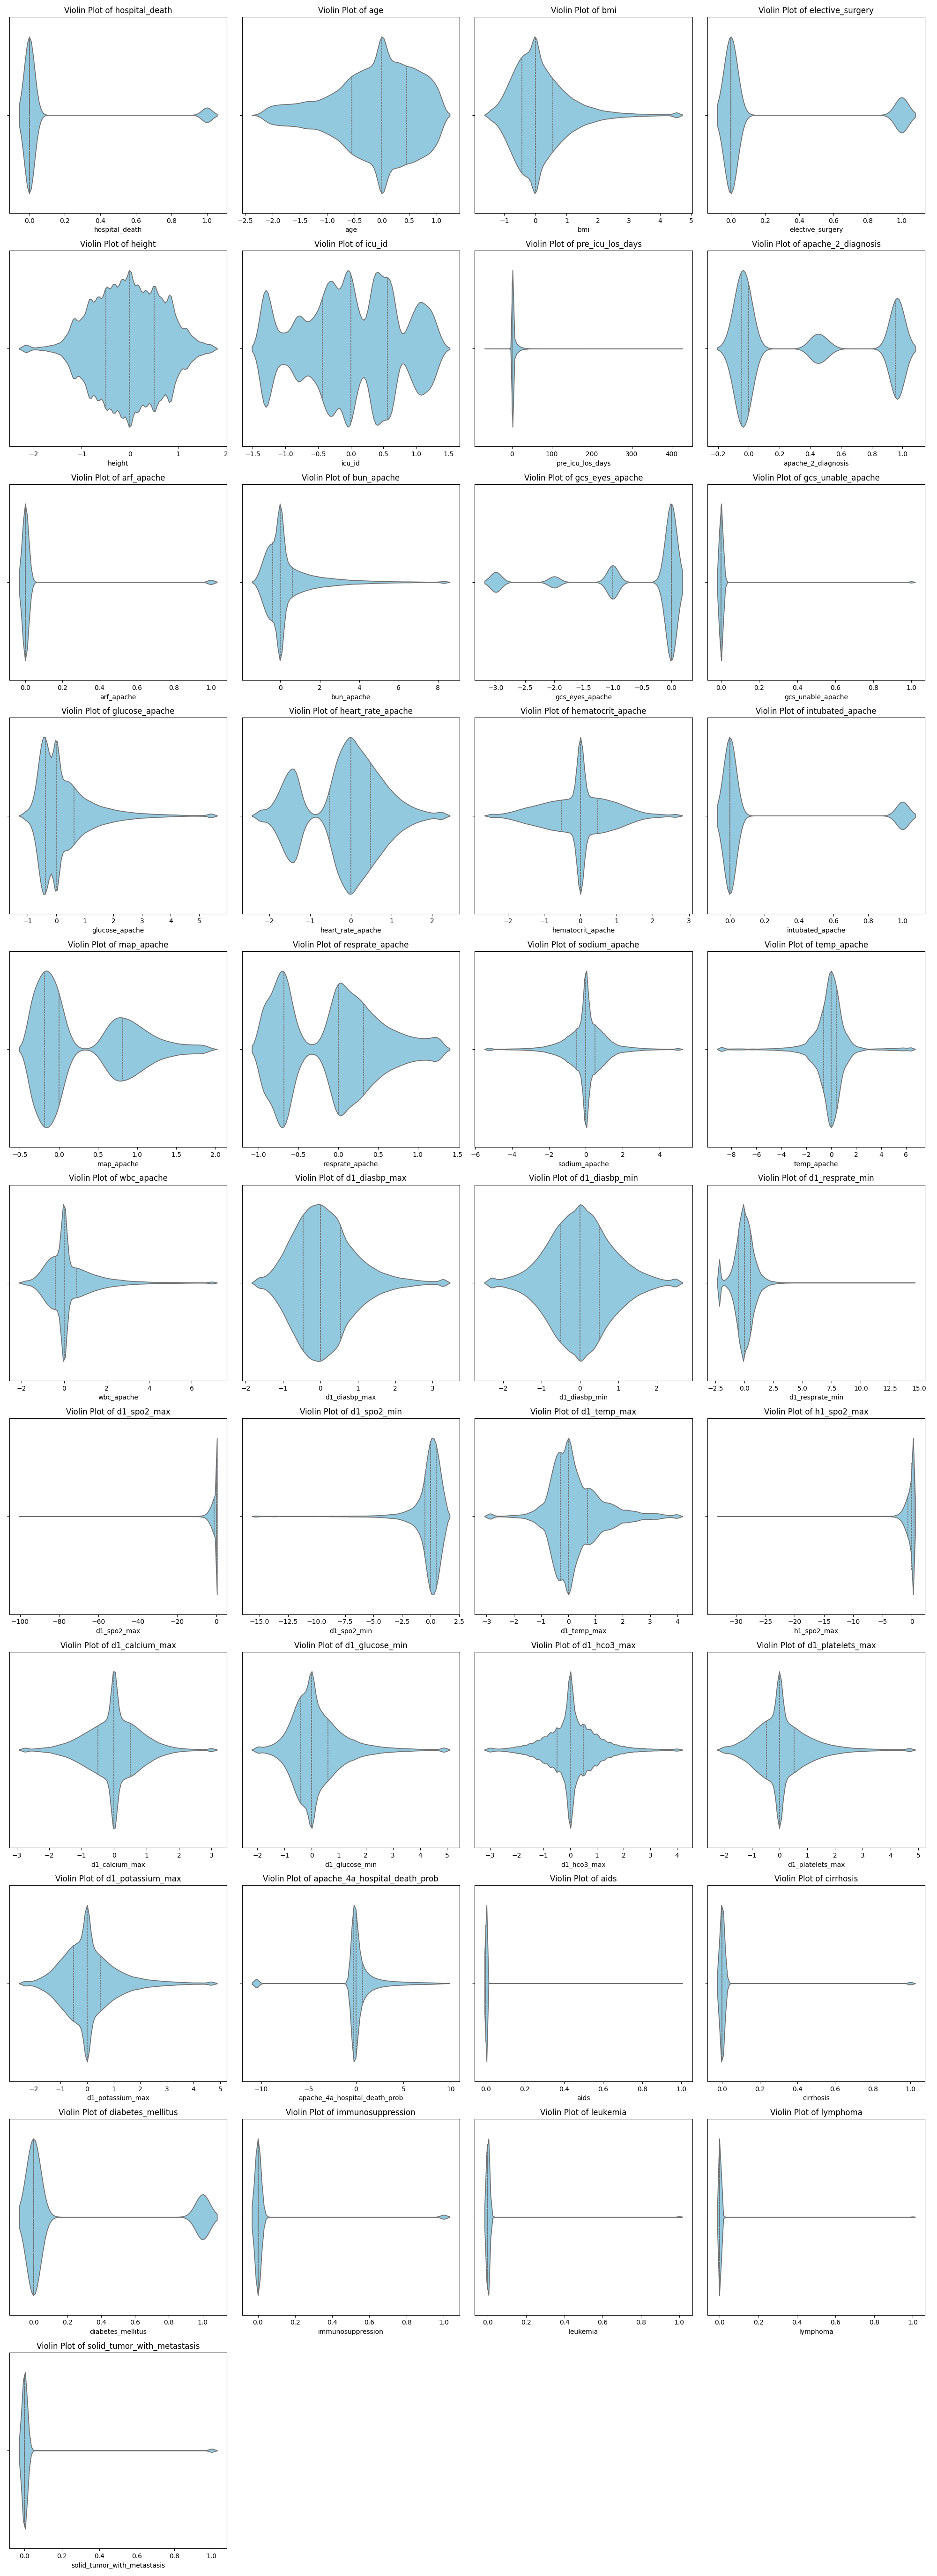 Violin Plot of hospital_death
Violin Plot of age
Violin Plot of bmi
Violin Plot of elective_surgery
0.0 0.2 0.4 0.6 0.8 1.0
−2.5 −2.0 −1.5 −1.0 −0.5 0.0 0.5 1.0
−1 0 1 2 3 4 5
0.0 0.2 0.4 0.6 0.8 1.0
hospital_death
age
bmi
elective_surgery
Violin Plot of height
Violin Plot of icu_id
Violin Plot of pre_icu_los_days
Violin Plot of apache_2_diagnosis
−2 −1 0 1 2
−1.5 −1.0 −0.5 0.0 0.5 1.0 1.5
0 100 200 300 400
−0.2 0.0 0.2 0.4 0.6 0.8 1.0
height
icu_id
pre_icu_los_days
apache_2_diagnosis
Violin Plot of arf_apache
Violin Plot of bun_apache
Violin Plot of gcs_eyes_apache
Violin Plot of gcs_unable_apache
0.0 0.2 0.4 0.6 0.8 1.0
0 2 4 6 8
−3.0 −2.5 −2.0 −1.5 −1.0 −0.5 0.0
0.0 0.2 0.4 0.6 0.8 1.0
arf_apache
bun_apache
gcs_eyes_apache
gcs_unable_apache
Violin Plot of glucose_apache
Violin Plot of heart_rate_apache
Violin Plot of hematocrit_apache
Violin Plot of intubated_apache
−1 0 1 2 3 4 5
−2 −1 0 1 2
−2 −1 0 1 2 3
0.0 0.2 0.4 0.6 0.8 1.0
glucose_apache
heart_rate_apache
hematocrit_apache
intubated_apache
Violin Plot of map_apache
Violin Plot of resprate_apache
Violin Plot of sodium_apache
Violin Plot of temp_apache
−0.5 0.0 0.5 1.0 1.5 2.0
−1.0 −0.5 0.0 0.5 1.0 1.5
−6 −4 −2 0 2 4
−8 −6 −4 −2 0 2 4 6
map_apache
resprate_apache
sodium_apache
temp_apache
Violin Plot of wbc_apache
Violin Plot of d1_diasbp_max
Violin Plot of d1_diasbp_min
Violin Plot of d1_resprate_min
−2 0 2 4 6
−2 −1 0 1 2 3
−2 −1 0 1 2
−2.5 0.0 2.5 5.0 7.5 10.0 12.5 15.0
wbc_apache
d1_diasbp_max
d1_diasbp_min
d1_resprate_min
Violin Plot of d1_spo2_max
Violin Plot of d1_spo2_min
Violin Plot of d1_temp_max
Violin Plot of h1_spo2_max
−100 −80 −60 −40 −20 0
−15.0 −12.5 −10.0 −7.5 −5.0 −2.5 0.0 2.5
−3 −2 −1 0 1 2 3 4
−30 −25 −20 −15 −10 −5 0
d1_spo2_max
d1_spo2_min
d1_temp_max
h1_spo2_max
Violin Plot of d1_calcium_max
Violin Plot of d1_glucose_min
Violin Plot of d1_hco3_max
Violin Plot of d1_platelets_max
−3 −2 −1 0 1 2 3
−2 −1 0 1 2 3 4 5
−3 −2 −1 0 1 2 3 4
−2 −1 0 1 2 3 4 5
d1_calcium_max
d1_glucose_min
d1_hco3_max
d1_platelets_max
Violin Plot of d1_potassium_max
Violin Plot of apache_4a_hospital_death_prob
Violin Plot of aids
Violin Plot of cirrhosis
−2 −1 0 1 2 3 4 5
−10 −5 0 5 10
0.0 0.2 0.4 0.6 0.8 1.0
0.0 0.2 0.4 0.6 0.8 1.0
d1_potassium_max
apache_4a_hospital_death_prob
aids
cirrhosis
Violin Plot of diabetes_mellitus
Violin Plot of immunosuppression
Violin Plot of leukemia
Violin Plot of lymphoma
0.0 0.2 0.4 0.6 0.8 1.0
0.0 0.2 0.4 0.6 0.8 1.0
0.0 0.2 0.4 0.6 0.8 1.0
0.0 0.2 0.4 0.6 0.8 1.0
diabetes_mellitus
immunosuppression
leukemia
lymphoma
Violin Plot of solid_tumor_with_metastasis
0.0 0.2 0.4 0.6 0.8 1.0
solid_tumor_with_metastasis